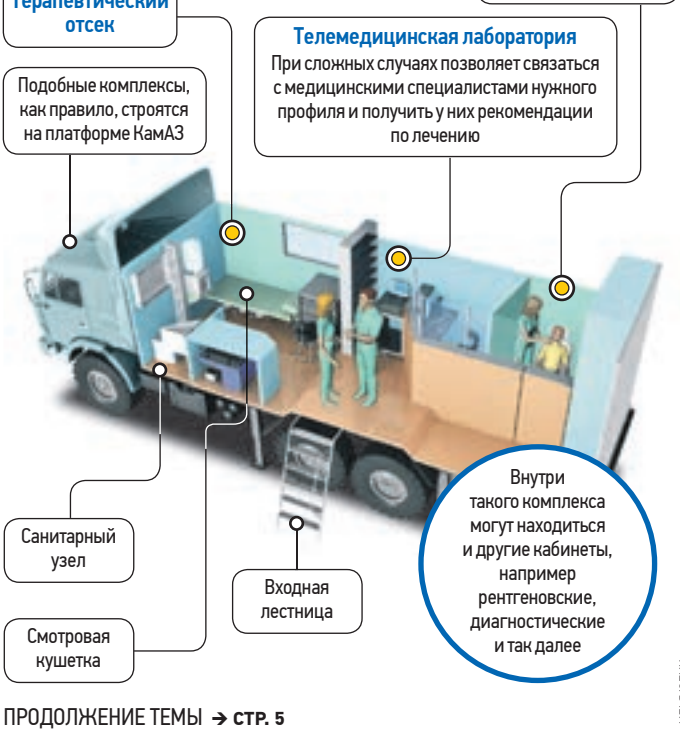 Терапевтический
отсек
Телемедицинская лаборатория
При сложных случаях позволяет связаться
с медицинскими специалистами нужного
профиля и получить у них рекомендации
по лечению
Подобные комплексы,
как правило, строятся
на платформе КамАЗ
Санитарный
узел
Смотровая
кушетка
Входная
лестница
Внутри
такого комплекса
могут находиться
и другие кабинеты,
например
рентгеновские,
диагностические
и так далее
ПРОДОЛЖЕНИЕ ТЕМЫ → СТР. 5